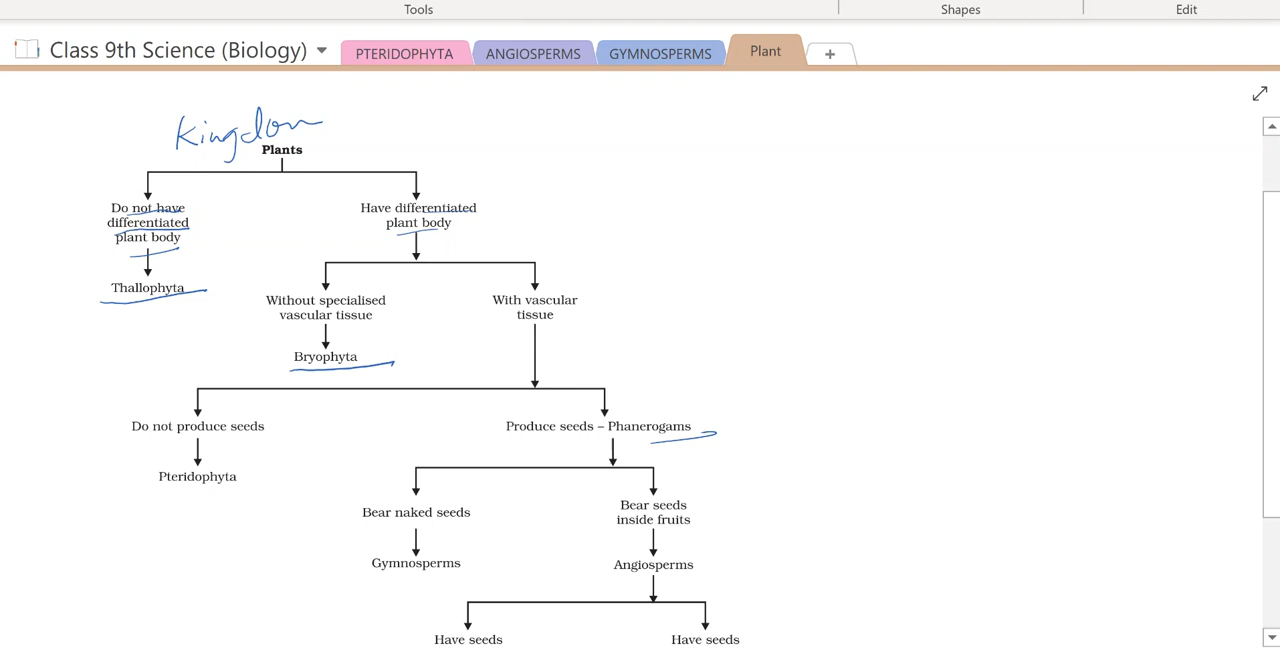 Tools Shapes Edit
Class 9th Science (Biology) PTERIDOPHYTA ANGIOSPERMS GYMNOSPERMS Plant +
Kingdom
Plants
Do not have
differentiated
plant body
Have differentiated
plant body
Thallophyta
Without specialised
vascular tissue
With vascular
tissue
Bryophyta
Do not produce seeds
Produce seeds – Phanerogams
Pteridophyta
Bear naked seeds
Bear seeds
inside fruits
Gymnosperms
Angiosperms
Have seeds
Have seeds